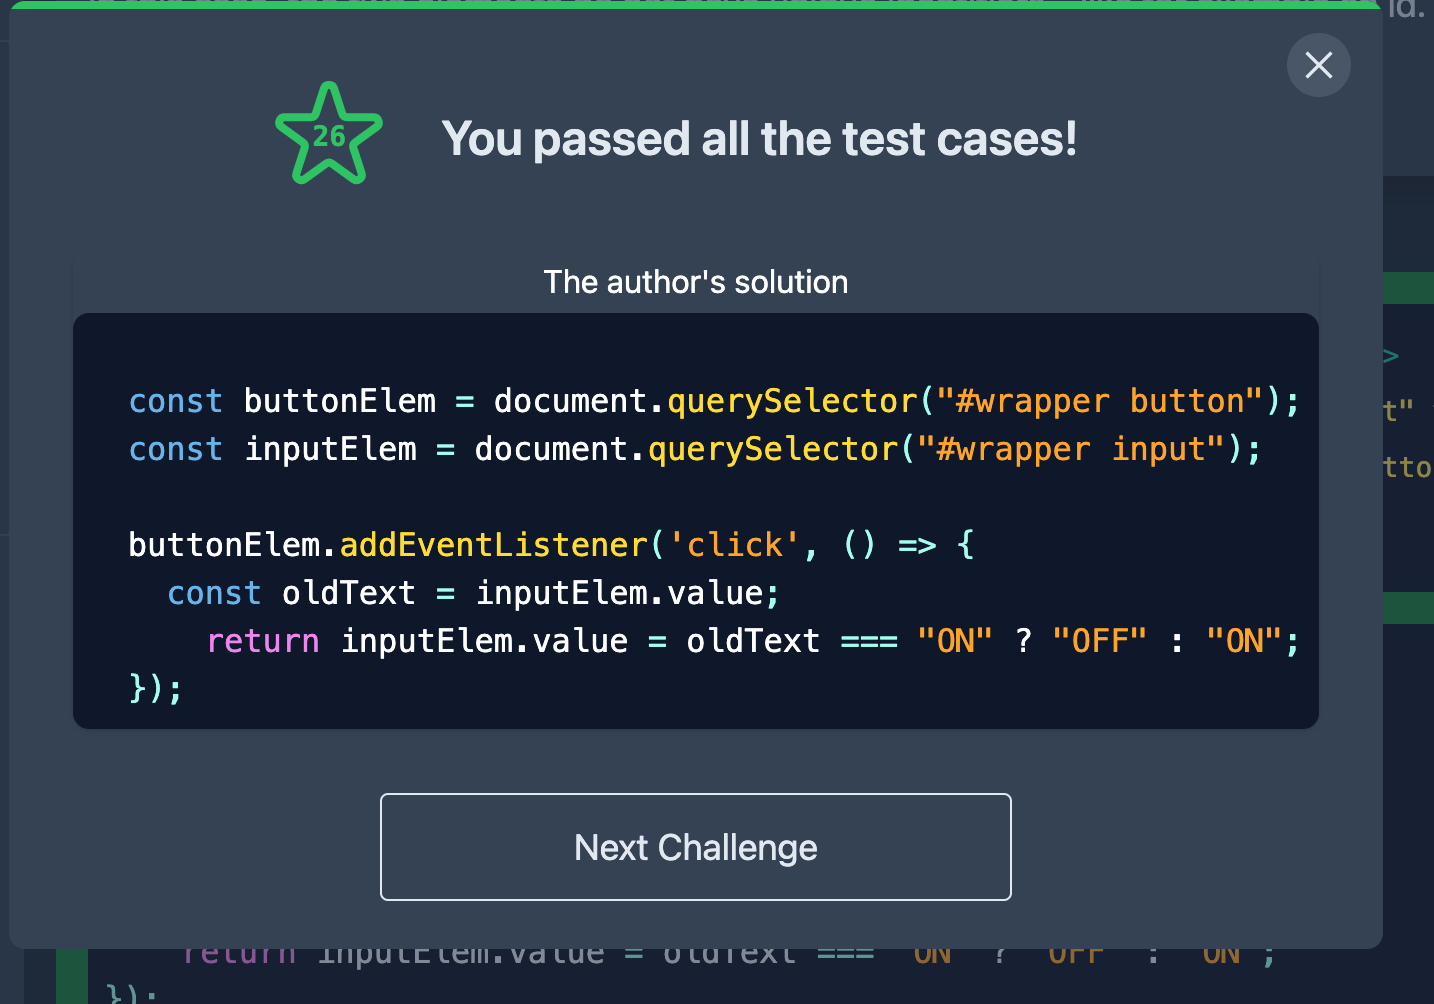 ld.
26
You passed all the test cases!
The author's solution
const buttonElem = document.querySelector("#wrapper button");
const inputElem = document.querySelector("#wrapper input");
buttonElem.addEventListener('click', () => {
const oldText = inputElem.value;
return inputElem.value = oldText === "ON" ? "OFF" : "ON";
});
>
t"
tto
Next Challenge
return inputElem.value = oldText === "ON" ? "OFF" : "ON";
});